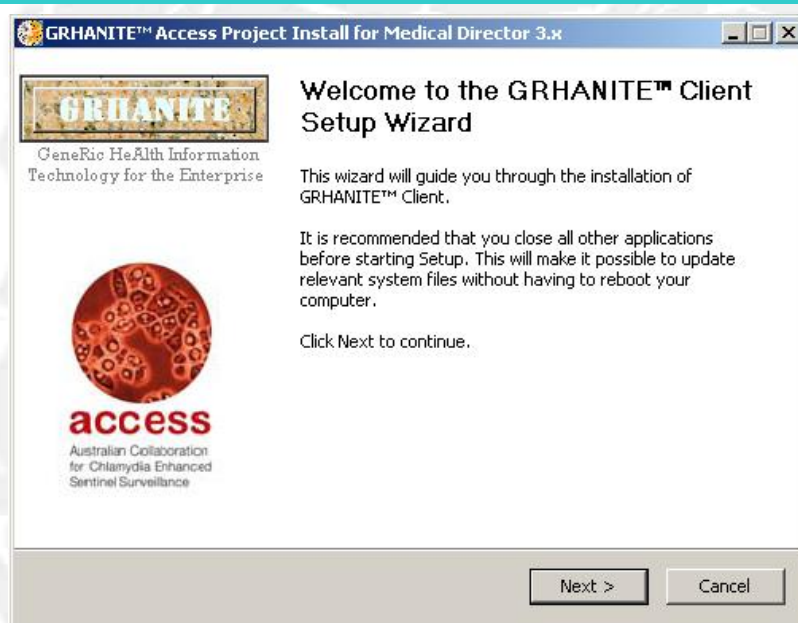 GRHANITE™ Access Project Install for Medical Director 3.x
GRHANITE
GeneRic HeAlth Information
Technology for the Enterprise
Welcome to the GRHANITE™ Client
Setup Wizard
This wizard will guide you through the installation of
GRHANITE™ Client.
It is recommended that you close all other applications
before starting Setup. This will make it possible to update
relevant system files without having to reboot your
computer.
Click Next to continue.
access
Australian Collaboration
for Chlamydia Enhanced
Sentinel Surveillance
Next >
Cancel